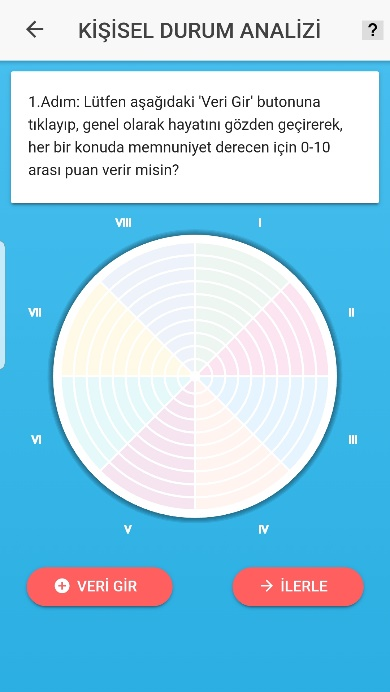 KİŞİSEL DURUM ANALİZİ
?
1.Adım: Lütfen aşağıdaki 'Veri Gir' butonuna
tıklayıp, genel olarak hayatını gözden geçirerek,
her bir konuda memnuniyet derecen için 0-10
arası puan verir misin?
VIII
I
VII
II
VI
III
V
IV
VERİ GİR
İLERLE